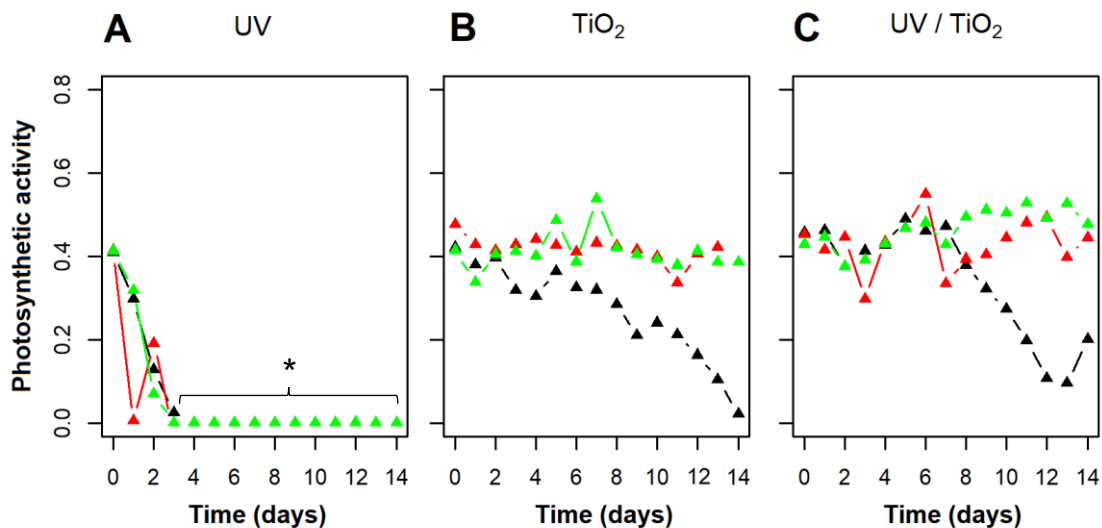 A UV
B TiO₂
C UV / TiO₂
Photosynthetic activity
0.8
0.6
0.4
0.2
0.0
*
0 2 4 6 8 10 12 14
0 2 4 6 8 10 12 14
0 2 4 6 8 10 12 14
Time (days)
Time (days)
Time (days)